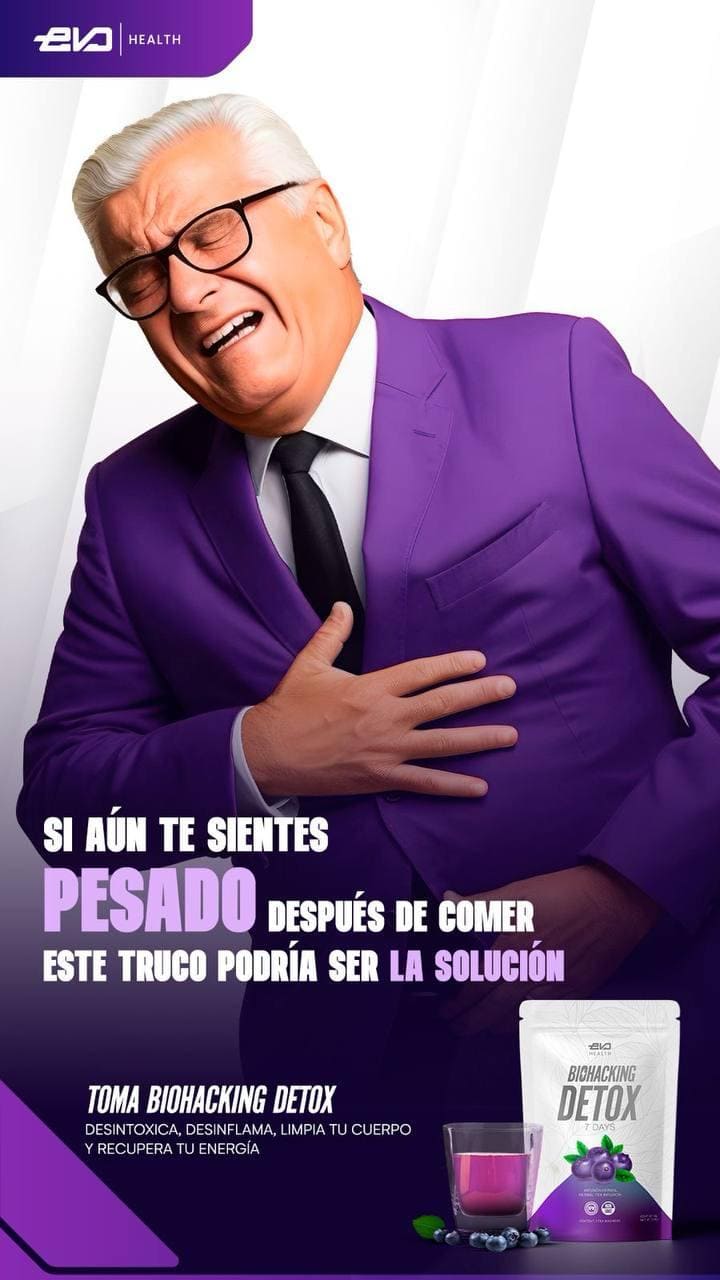 EVO | HEALTH
SI AÚN TE SIENTES
PESADO DESPUÉS DE COMER
ESTE TRUCO PODRÍA SER LA SOLUCIÓN
TOMA BIOHACKING DETOX
DESINTOXICA, DESINFLAMA, LIMPIA TU CUERPO
Y RECUPERA TU ENERGÍA
EVO
HEALTH
BIOHACKING
DETOX
7 DAYS